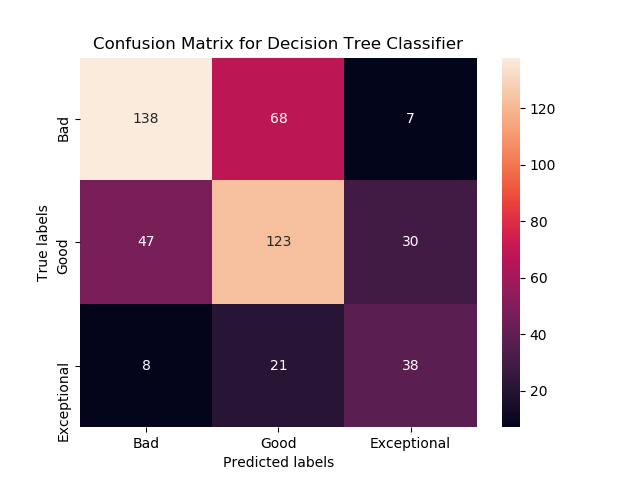 Confusion Matrix for Decision Tree Classifier
True labels
Bad
138
68
7
Good
47
123
30
Exceptional
8
21
38
Bad
Good
Exceptional
Predicted labels
120
100
80
60
40
20